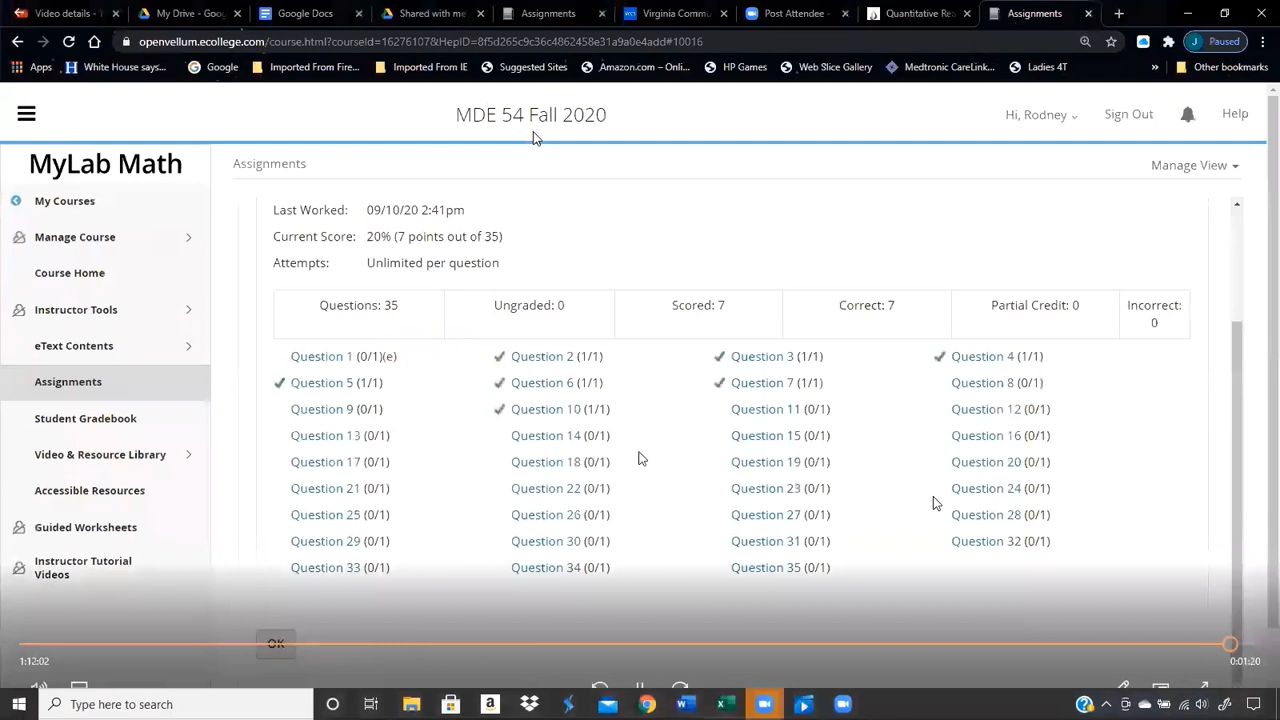 Video details - "1
My Drive - Goog
Google Docs
Shared with me
Assignments
Virginia Commu
Post Attendee -
Quantitative Rea
Assignments
openvellum.ecollege.com/course.html?courseId=16276107&HepID=8f5d265c9c36c4862458e31a9a0e4add#10016
J Paused
Apps
White House says...
Google
Imported From Fire...
Imported From IE
Suggested Sites
Amazon.com – Onli...
HP Games
Web Slice Gallery
Medtronic CareLink...
Ladies 4T
»
Other bookmarks
MDE 54 Fall 2020
Hi, Rodney
Sign Out
Help
MyLab Math
Assignments
Manage View
My Courses
Manage Course
Course Home
Instructor Tools
eText Contents
Assignments
Student Gradebook
Video & Resource Library
Accessible Resources
Guided Worksheets
Instructor Tutorial
Videos
Last Worked: 09/10/20 2:41pm
Current Score: 20% (7 points out of 35)
Attempts: Unlimited per question
Questions: 35 Ungraded: 0 Scored: 7 Correct: 7 Partial Credit: 0 Incorrect:
0
Question 1 (0/1)(e) Question 2 (1/1) Question 3 (1/1) Question 4 (1/1)
Question 5 (1/1) Question 6 (1/1) Question 7 (1/1) Question 8 (0/1)
Question 9 (0/1) Question 10 (1/1) Question 11 (0/1) Question 12 (0/1)
Question 13 (0/1) Question 14 (0/1) Question 15 (0/1) Question 16 (0/1)
Question 17 (0/1) Question 18 (0/1) Question 19 (0/1) Question 20 (0/1)
Question 21 (0/1) Question 22 (0/1) Question 23 (0/1) Question 24 (0/1)
Question 25 (0/1) Question 26 (0/1) Question 27 (0/1) Question 28 (0/1)
Question 29 (0/1) Question 30 (0/1) Question 31 (0/1) Question 32 (0/1)
Question 33 (0/1) Question 34 (0/1) Question 35 (0/1)
OK
1:12:02
0:01:20
Type here to search